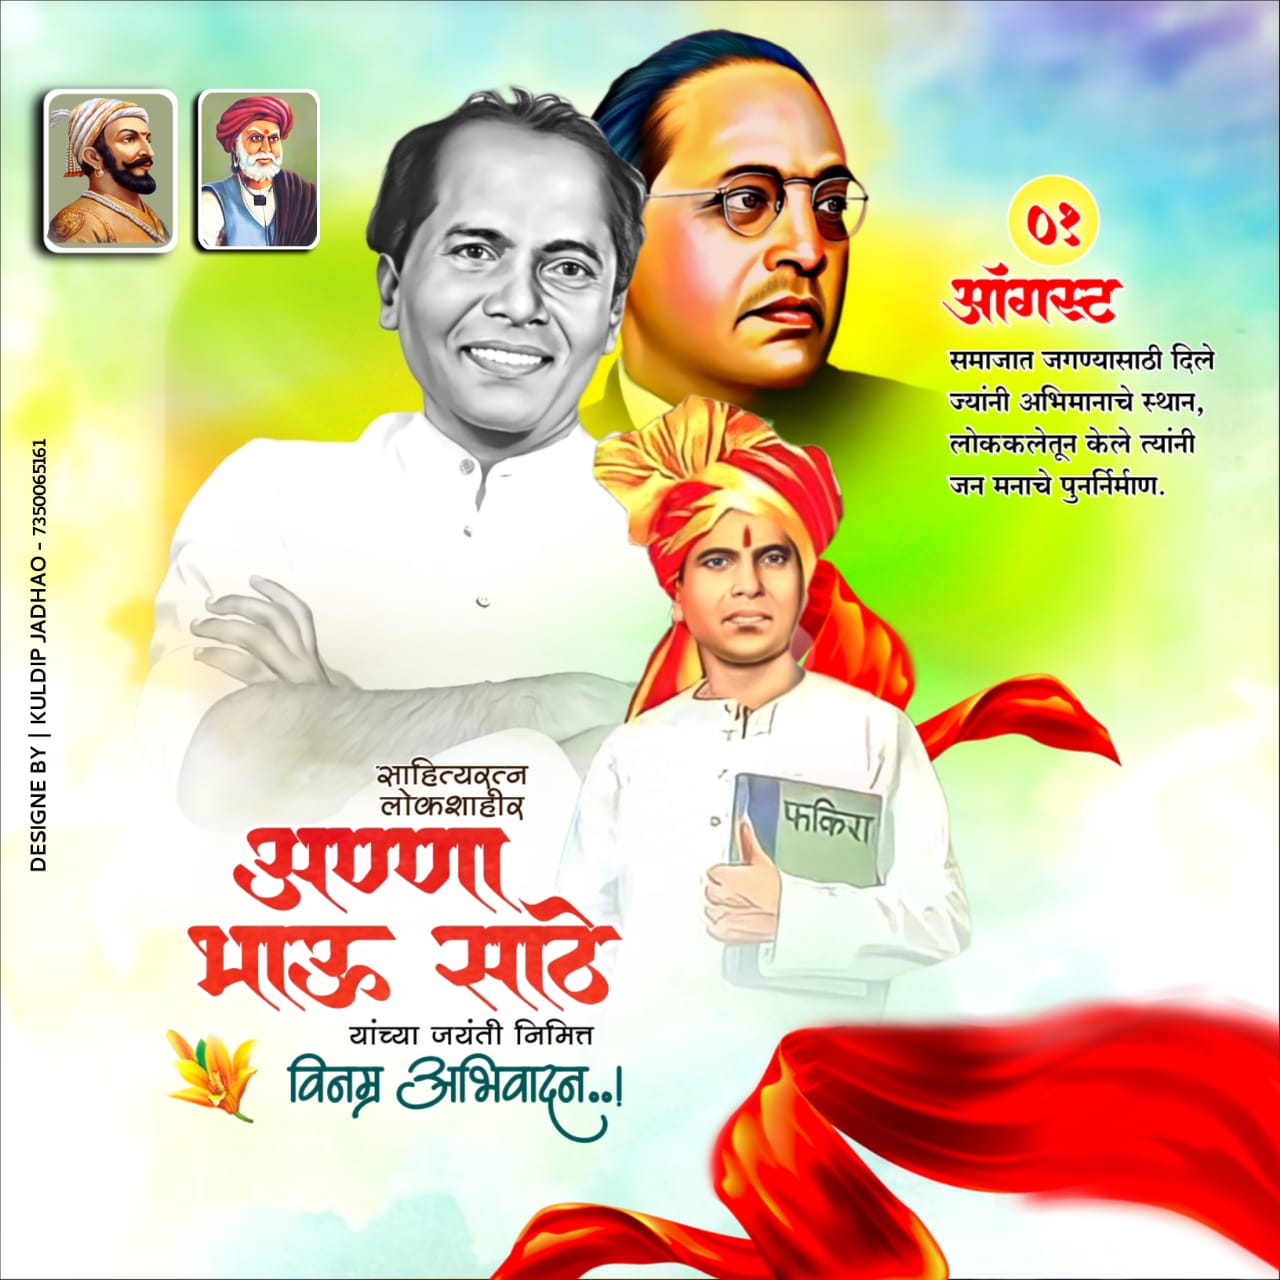 ०१
ऑगस्ट
समाजात जगण्यासाठी दिले
ज्यांनी अभिमानाचे स्थान,
लोककलेतून केले त्यांनी
जन मनाचे पुनर्निर्माण.
फकिरा
साहित्यरत्न
लोकशाहीर
अण्णा
भाऊ साठे
यांच्या जयंती निमित्त
विनम्र अभिवादन..!
DESIGNE BY | KULDIP JADHAO - 7350065161